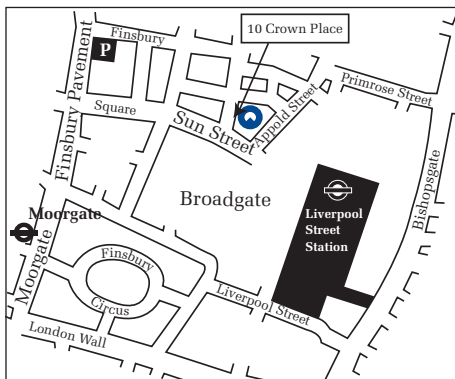 10 Crown Place
P
Finsbury
Primrose Street
Finsbury Pavement
Square
Sun Street
Appold Street
Bishopsgate
Broadgate
Moorgate
Liverpool
Street
Station
Moorgate
Finsbury
Circus
Liverpool Street
London Wall